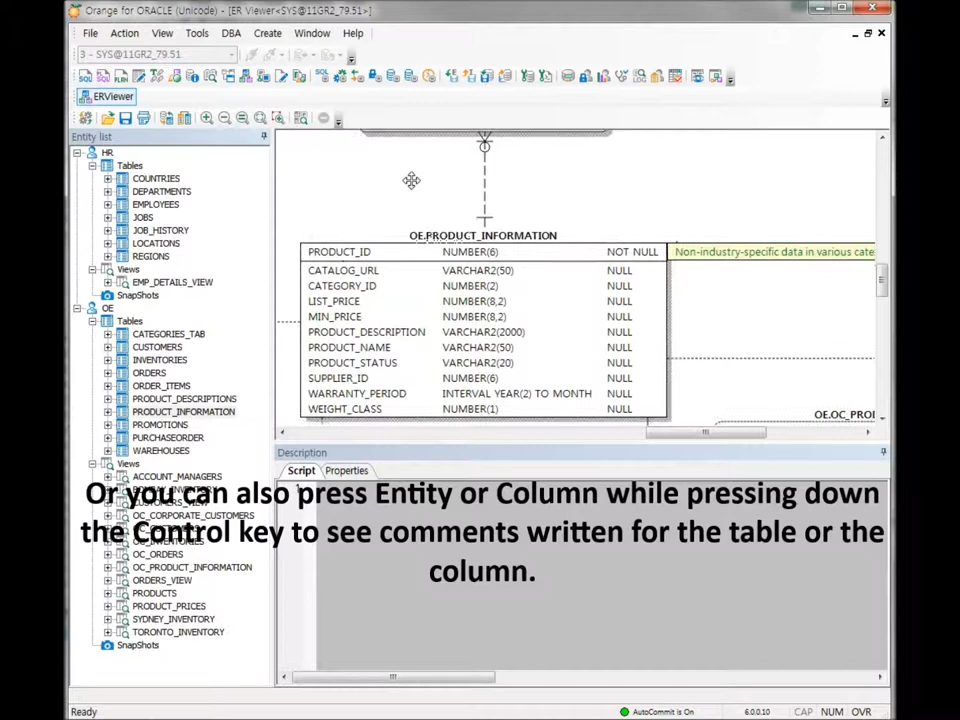 Orange for ORACLE (Unicode) - [ER Viewer<SYS@11GR2_79.51>]
File Action View Tools DBA Create Window Help
3 - SYS@11GR2_79.51
ERViewer
Entity list
HR
Tables
COUNTRIES
DEPARTMENTS
EMPLOYEES
JOBS
JOB_HISTORY
LOCATIONS
REGIONS
Views
EMP_DETAILS_VIEW
SnapShots
OE
Tables
CATEGORIES_TAB
CUSTOMERS
INVENTORIES
ORDERS
ORDER_ITEMS
PRODUCT_DESCRIPTIONS
PRODUCT_INFORMATION
PROMOTIONS
PURCHASEORDER
WAREHOUSES
Views
ACCOUNT_MANAGERS
OC_CORPORATE_CUSTOMERS
OC_ORDERS
OC_PRODUCT_INFORMATION
ORDERS_VIEW
PRODUCTS
PRODUCT_PRICES
SYDNEY_INVENTORY
TORONTO_INVENTORY
SnapShots
OE.PRODUCT_INFORMATION
PRODUCT_ID NUMBER(6) NOT NULL
Non-industry-specific data in various cate
CATALOG_URL VARCHAR2(50) NULL
CATEGORY_ID NUMBER(2) NULL
LIST_PRICE NUMBER(8,2) NULL
MIN_PRICE NUMBER(8,2) NULL
PRODUCT_DESCRIPTION VARCHAR2(2000) NULL
PRODUCT_NAME VARCHAR2(50) NULL
PRODUCT_STATUS VARCHAR2(20) NULL
SUPPLIER_ID NUMBER(6) NULL
WARRANTY_PERIOD INTERVAL YEAR(2) TO MONTH NULL
WEIGHT_CLASS NUMBER(1) NULL
OE.OC_PRO
Description
Script Properties
Or you can also press Entity or Column while pressing down
the Control key to see comments written for the table or the
column.
Ready AutoCommit is On 6.0.0.10 CAP NUM OVR